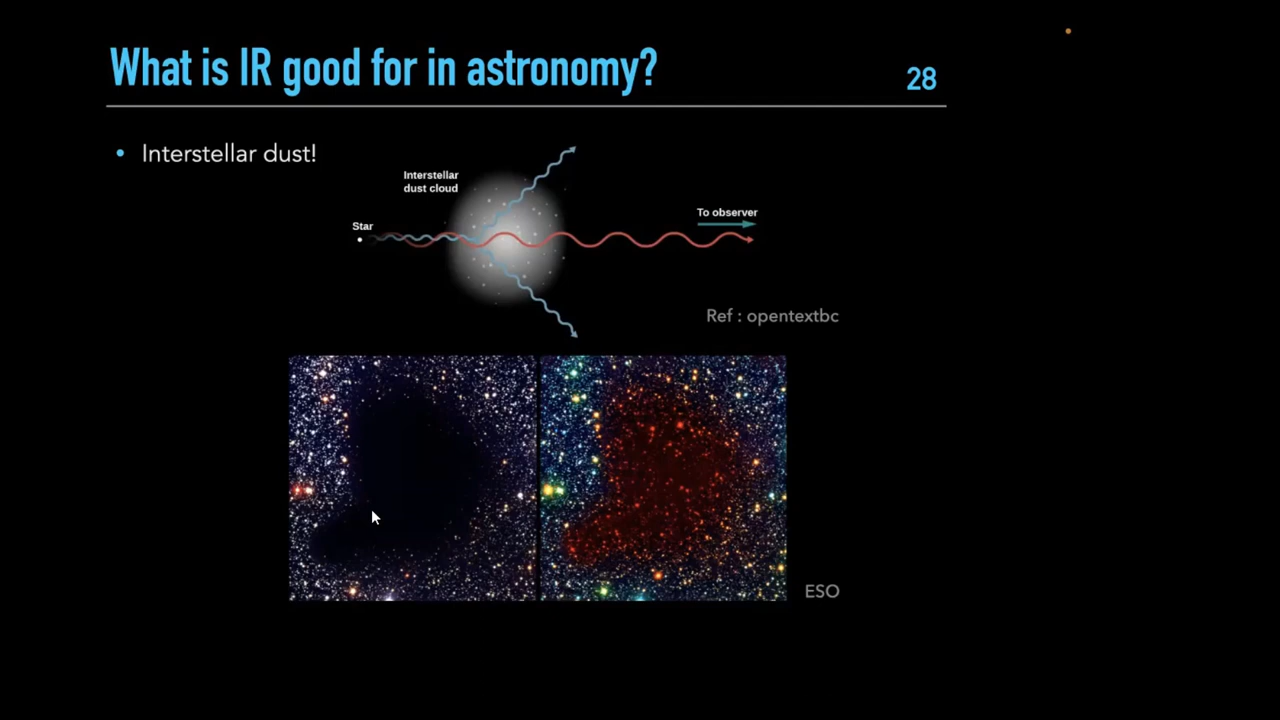 What is IR good for in astronomy?
28
• Interstellar dust!
Interstellar
dust cloud
Star
To observer
Ref : opentextbc
ESO